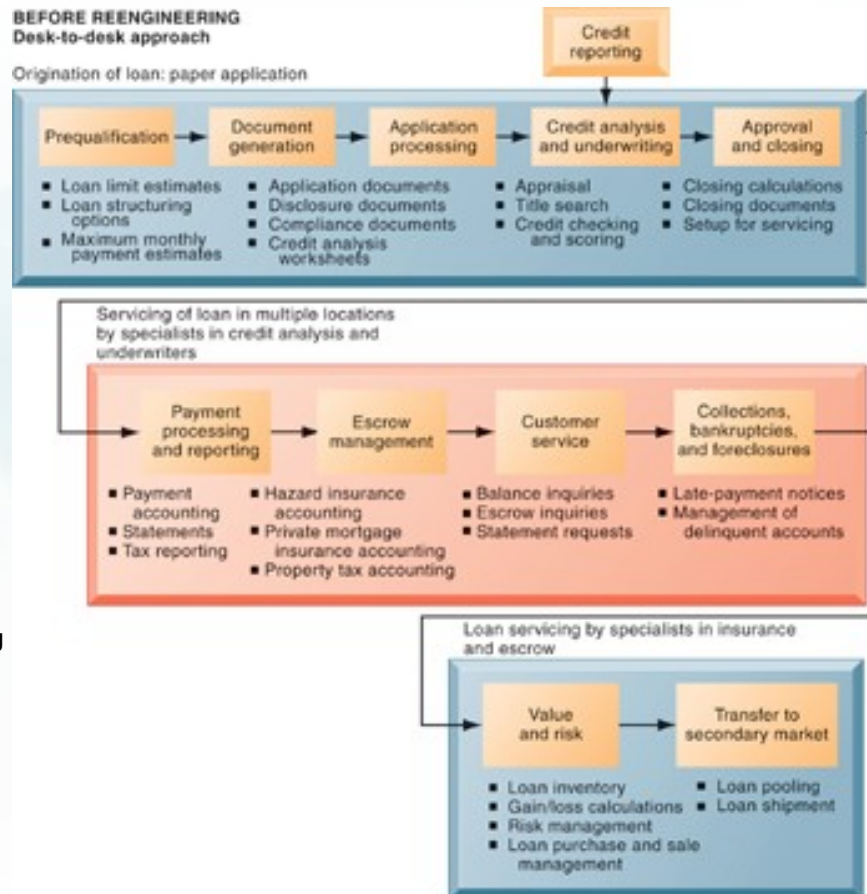 BEFORE REENGINEERING
Desk-to-desk approach
Origination of loan: paper application
Credit
reporting
Prequalification
■ Loan limit estimates
■ Loan structuring
options
■ Maximum monthly
payment estimates
Document
generation
■ Application documents
■ Disclosure documents
■ Compliance documents
■ Credit analysis
worksheets
Application
processing
Credit analysis
and underwriting
■ Appraisal
■ Title search
■ Credit checking
and scoring
Approval
and closing
■ Closing calculations
■ Closing documents
■ Setup for servicing
Servicing of loan in multiple locations
by specialists in credit analysis and
underwriters
Payment
processing
and reporting
■ Payment
accounting
■ Statements
■ Tax reporting
Escrow
management
■ Hazard insurance
accounting
■ Private mortgage
insurance accounting
■ Property tax accounting
Customer
service
■ Balance inquiries
■ Escrow inquiries
■ Statement requests
Collections,
bankruptcies,
and foreclosures
■ Late-payment notices
■ Management of
delinquent accounts
Loan servicing by specialists in insurance
and escrow
Value
and risk
■ Loan inventory
■ Gain/loss calculations
■ Risk management
■ Loan purchase and sale
management
Transfer to
secondary market
■ Loan pooling
■ Loan shipment